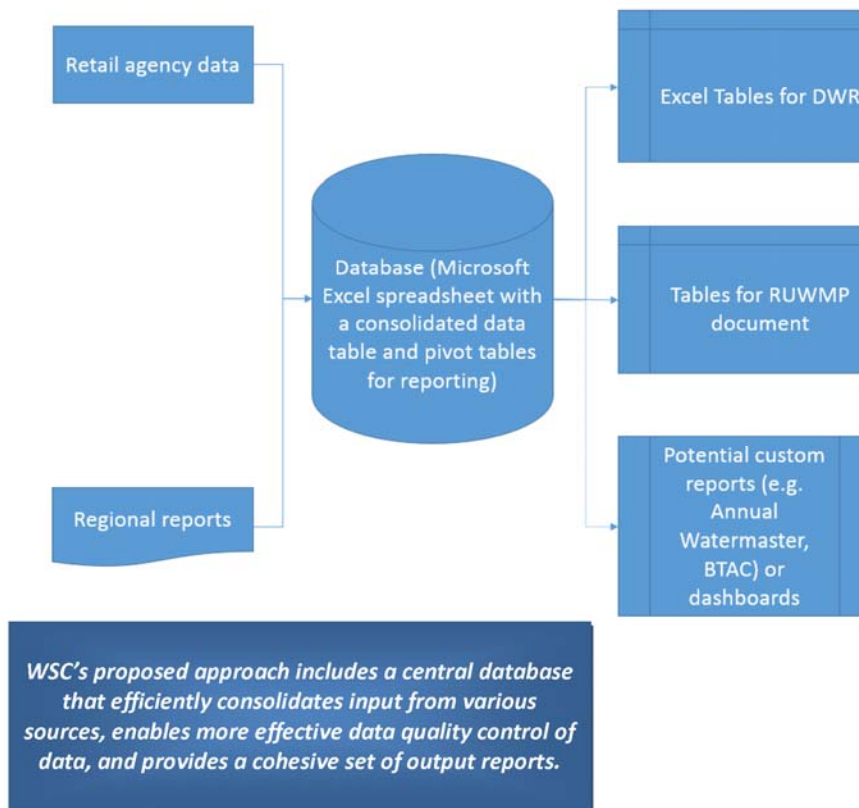 Retail agency data
Excel Tables for DWR
Database (Microsoft
Excel spreadsheet with
a consolidated data
table and pivot tables
for reporting)
Tables for RUWMP
document
Regional reports
Potential custom
reports (e.g.
Annual
Watermaster,
BTAC) or
dashboards
WSC’s proposed approach includes a central database
that efficiently consolidates input from various
sources, enables more effective data quality control of
data, and provides a cohesive set of output reports.